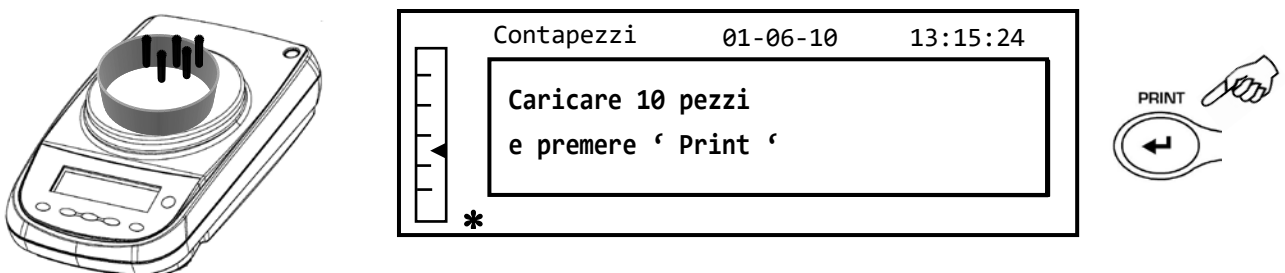 Contapezzi 01-06-10 13:15:24
Caricare 10 pezzi
e premere ‘ Print ‘
*
PRINT